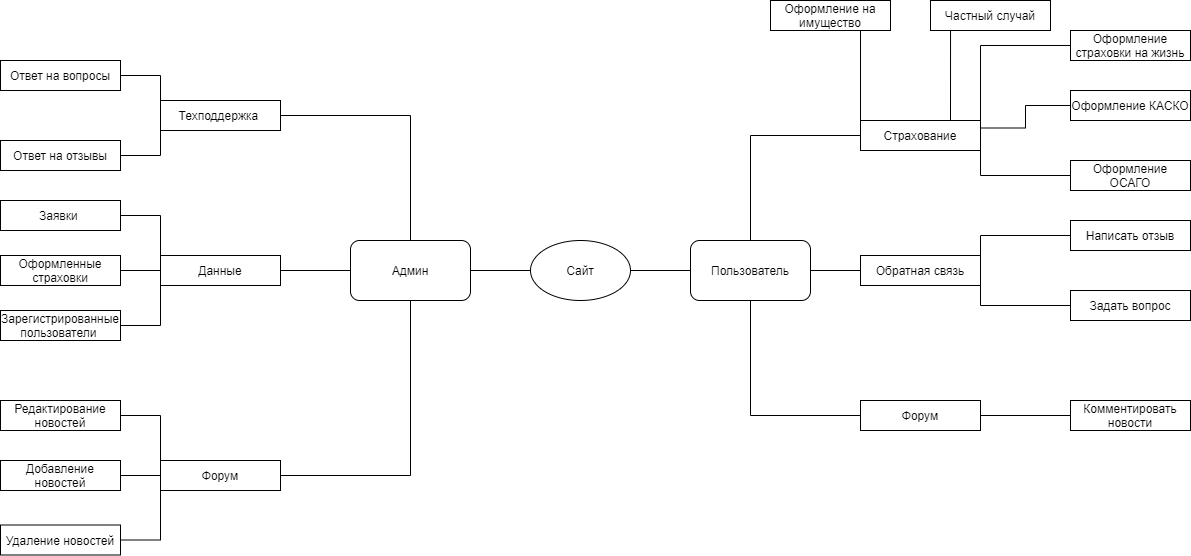 Оформление на
имущество
Частный случай
Оформление
страховки на жизнь
Ответ на вопросы
Оформление КАСКО
Техподдержка
Страхование
Ответ на отзывы
Оформление
ОСАГО
Заявки
Написать отзыв
Оформленные
страховки
Данные
Админ
Сайт
Пользователь
Обратная связь
Задать вопрос
Зарегистрированные
пользователи
Редактирование
новостей
Форум
Комментировать
новости
Добавление
новостей
Форум
Удаление новостей